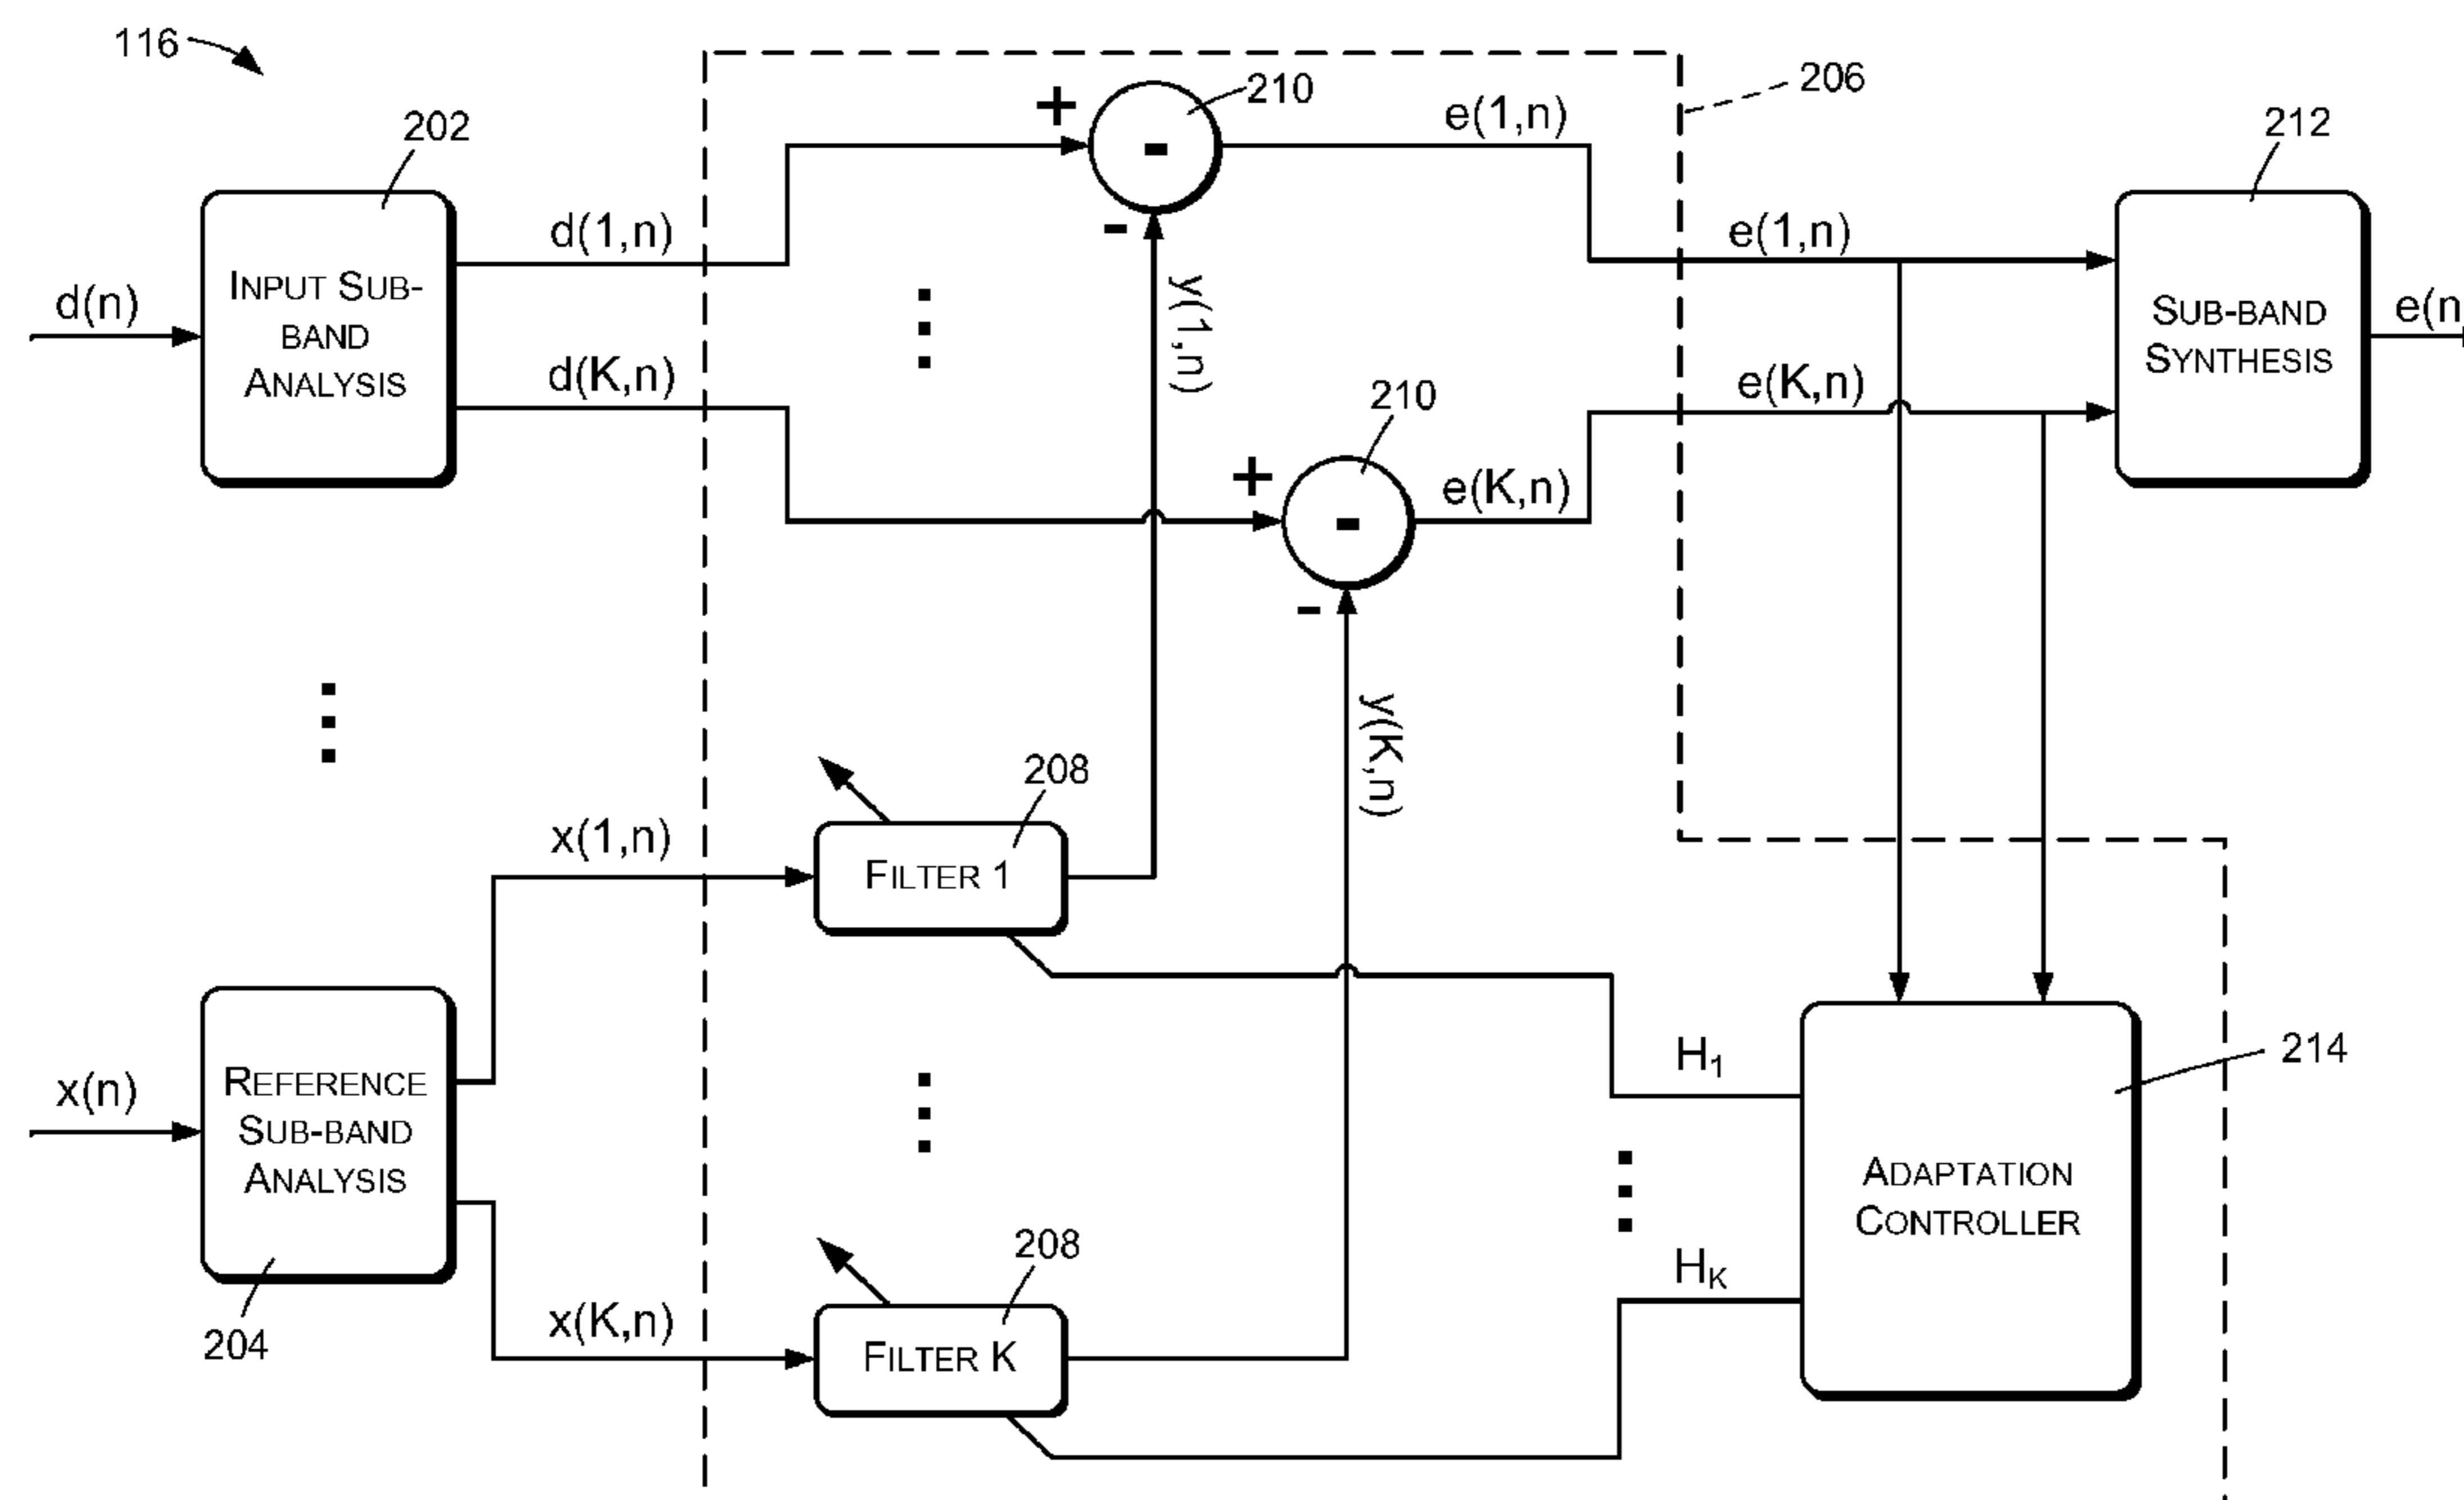 116
202
INPUT SUB-
BAND
ANALYSIS
d(n)
d(1,n)
d(K,n)
+
-
210
-
e(1,n)
y(1,n)
206
210
+
-
-
e(K,n)
y(K,n)
e(1,n)
e(K,n)
212
SUB-BAND
SYNTHESIS
e(n
x(n)
REFERENCE
SUB-BAND
ANALYSIS
204
x(1,n)
x(K,n)
208
FILTER 1
208
FILTER K
H1
HK
ADAPTATION
CONTROLLER
214